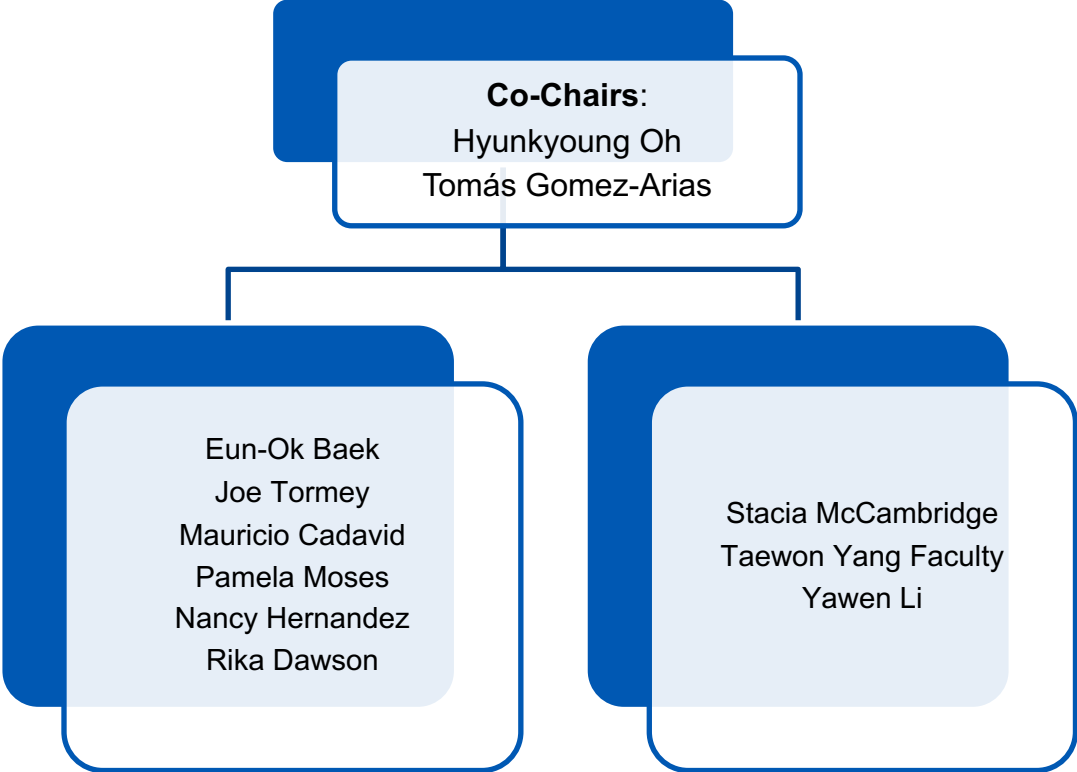 Co-Chairs:
Hyunkyoung Oh
Tomás Gomez-Arias
Eun-Ok Baek
Joe Tormey
Mauricio Cadavid
Pamela Moses
Nancy Hernandez
Rika Dawson
Stacia McCambridge
Taewon Yang Faculty
Yawen Li